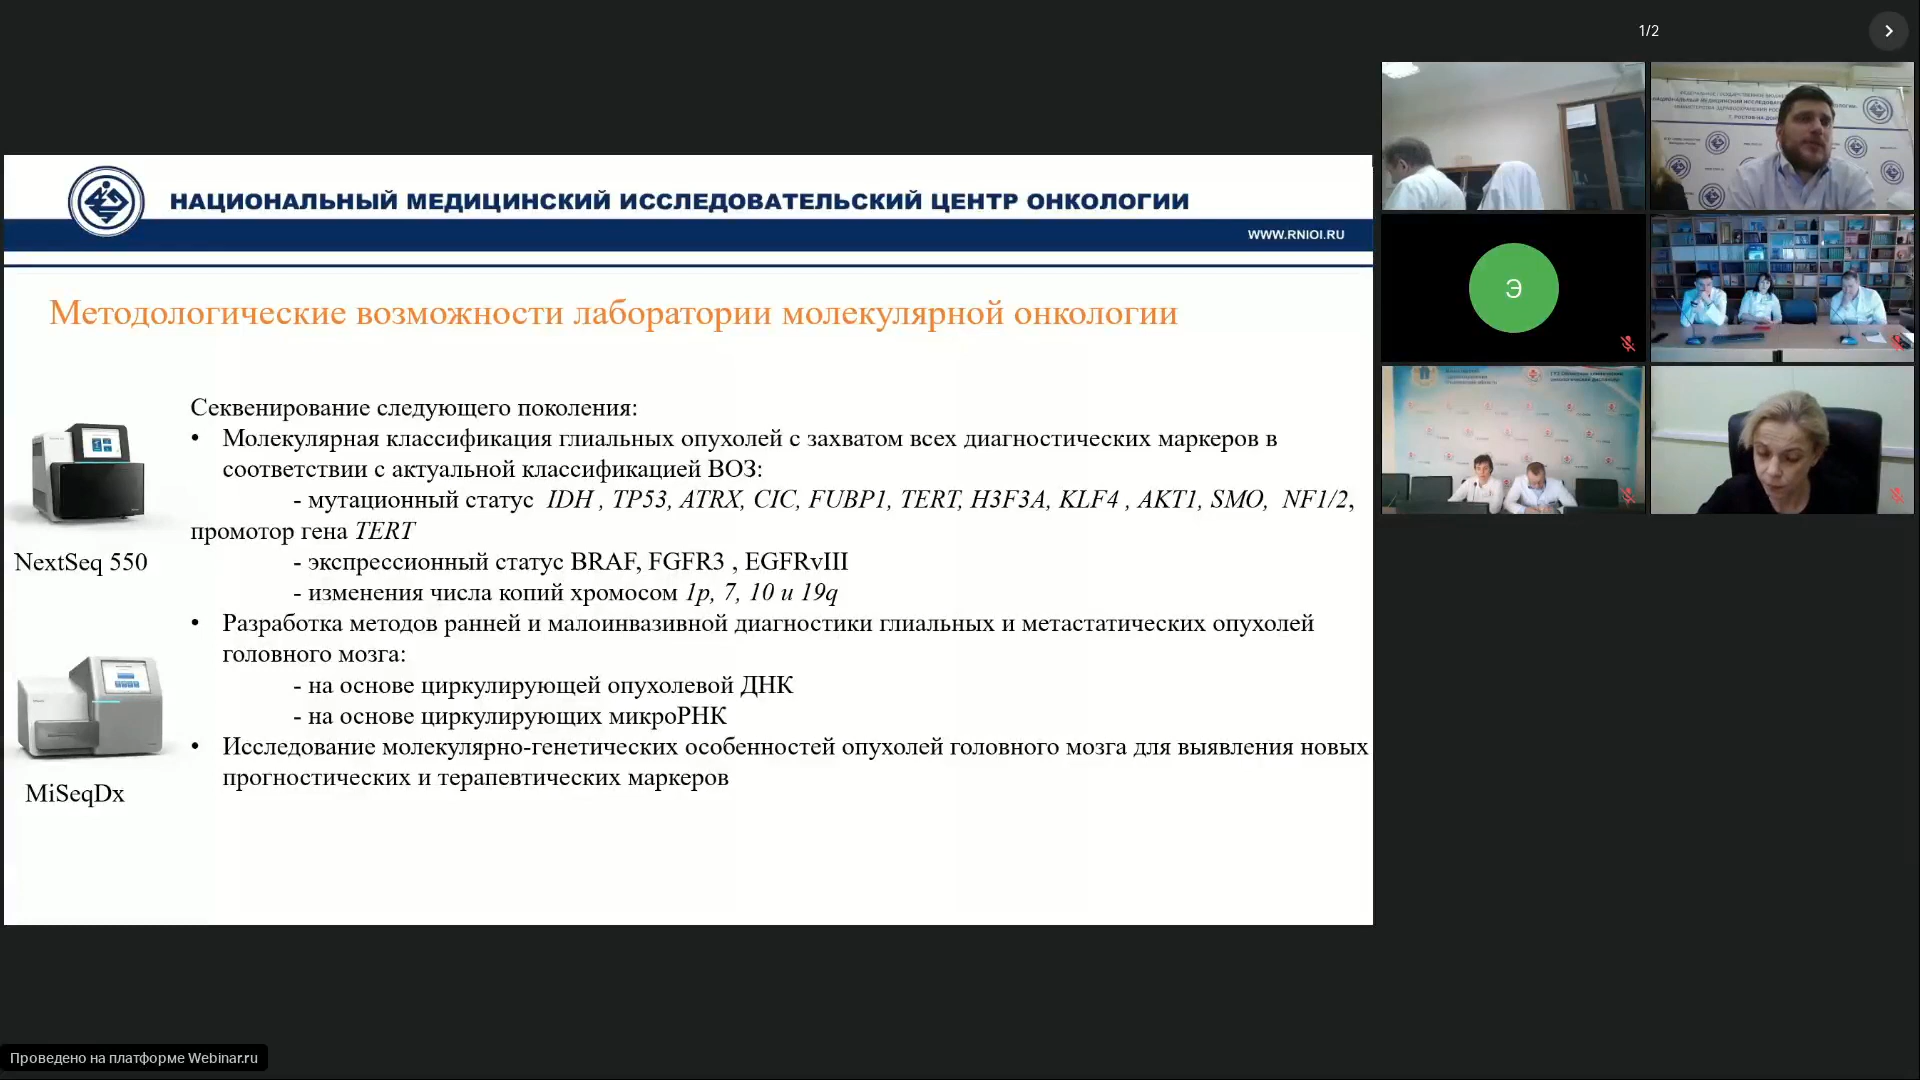 1/2
НАЦИОНАЛЬНЫЙ МЕДИЦИНСКИЙ ИССЛЕДОВАТЕЛЬСКИЙ ЦЕНТР ОНКОЛОГИИ
WWW.RNIOI.RU
Методологические возможности лаборатории молекулярной онкологии
Секвенирование следующего поколения:
• Молекулярная классификация глиальных опухолей с захватом всех диагностических маркеров в
соответствии с актуальной классификацией ВОЗ:
- мутационный статус IDH , TP53, ATRX, CIC, FUBP1, TERT, H3F3A, KLF4 , AKT1, SMO, NF1/2,
промотор гена TERT
- экспрессионный статус BRAF, FGFR3 , EGFRvIII
- изменения числа копий хромосом 1p, 7, 10 и 19q
• Разработка методов ранней и малоинвазивной диагностики глиальных и метастатических опухолей
головного мозга:
- на основе циркулирующей опухолевой ДНК
- на основе циркулирующих микроРНК
• Исследование молекулярно-генетических особенностей опухолей головного мозга для выявления новых
прогностических и терапевтических маркеров
NextSeq 550
MiSeqDx
Э
Проведено на платформе Webinar.ru